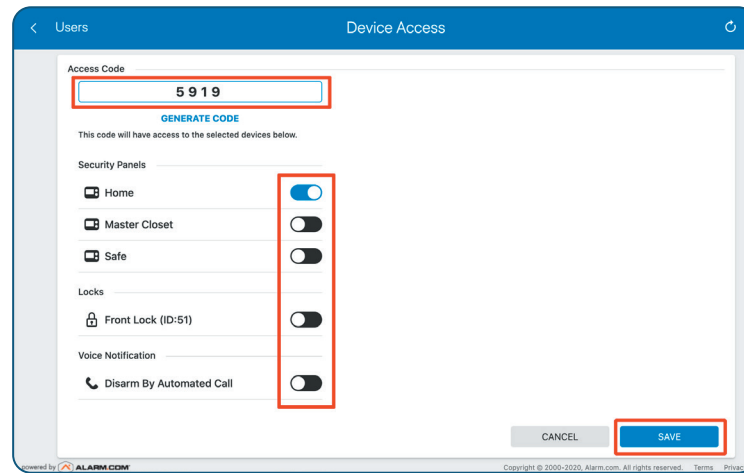 Users
Device Access
Access Code
5919
GENERATE CODE
This code will have access to the selected devices below.
Security Panels
Home
Master Closet
Safe
Locks
Front Lock (ID:51)
Voice Notification
Disarm By Automated Call
CANCEL
SAVE
powered by ALARM.COM
Copyright © 2000-2020, Alarm.com. All rights reserved. Terms Privac